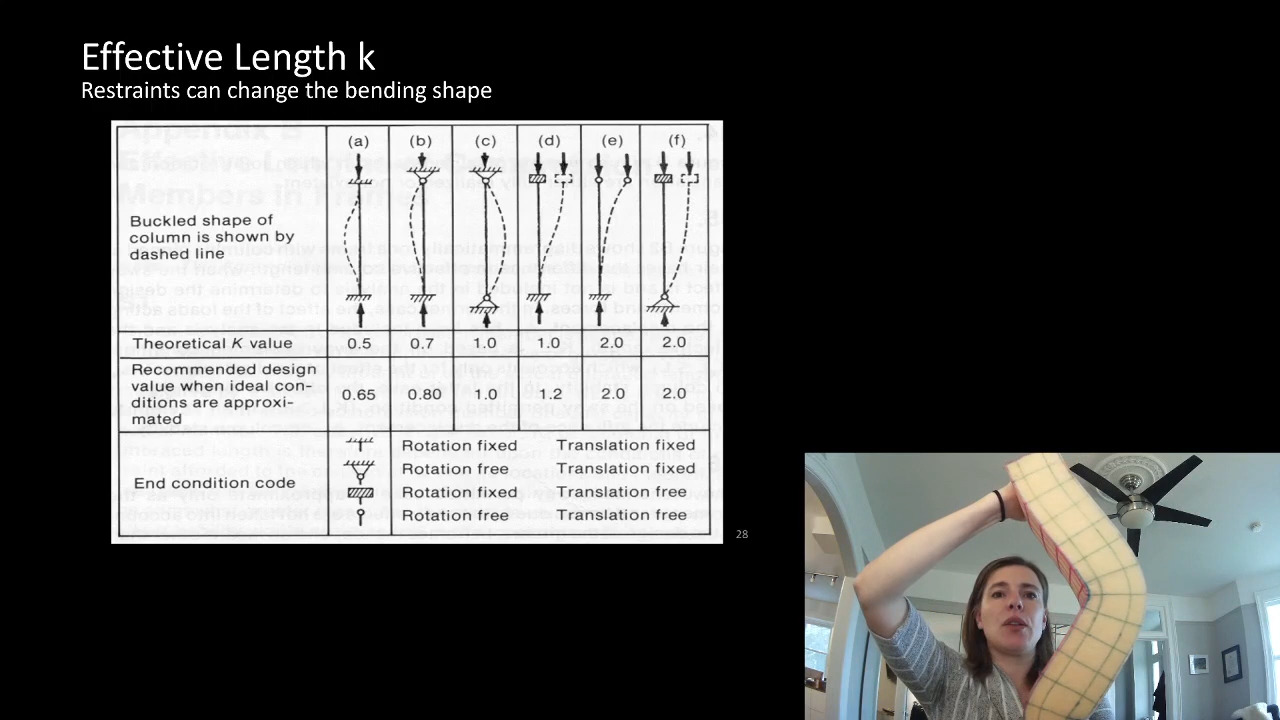 Effective Length k
Restraints can change the bending shape
(a) (b) (c) (d) (e) (f)
Buckled shape of
column is shown by
dashed line
Theoretical K value 0.5 0.7 1.0 1.0 2.0 2.0
Recommended design
value when ideal con-
ditions are approxi-
mated
0.65 0.80 1.0 1.2 2.0 2.0
End condition code
Rotation fixed Translation fixed
Rotation free Translation fixed
Rotation fixed Translation free
Rotation free Translation free
28